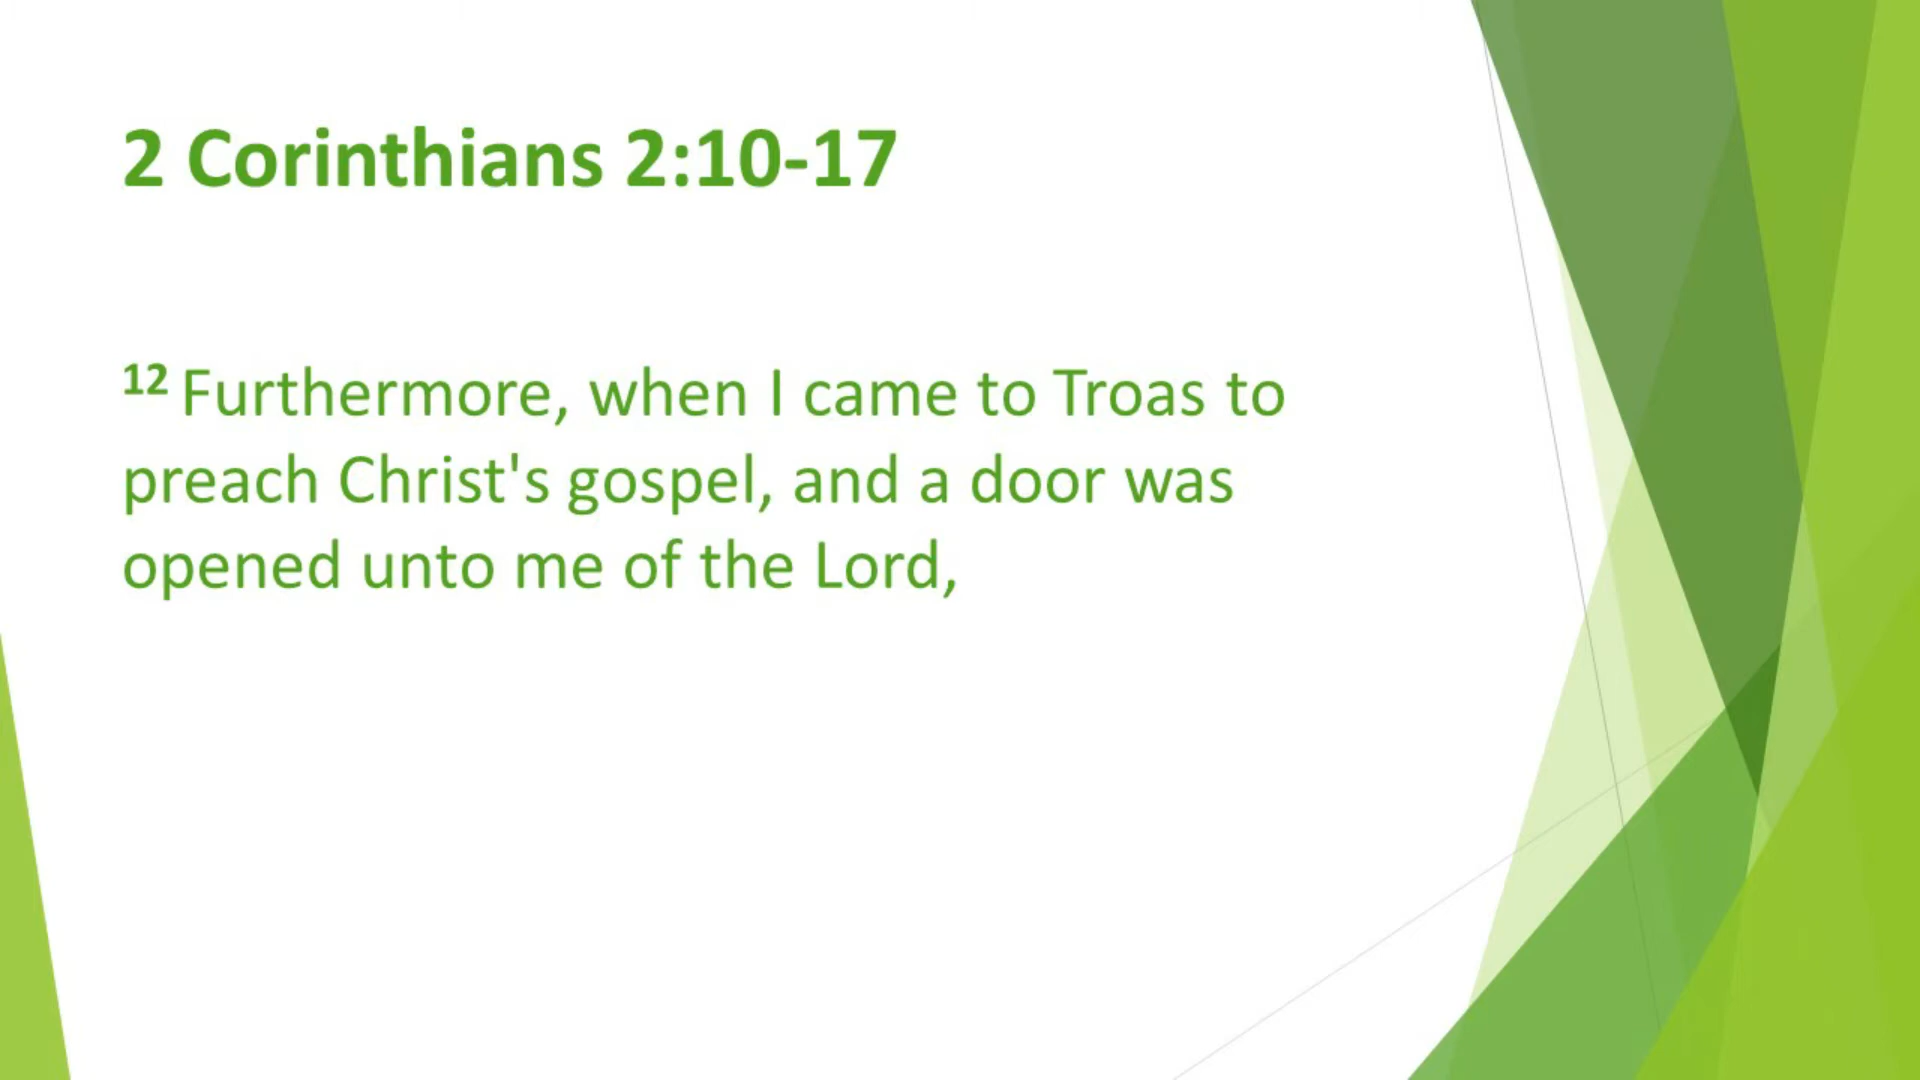 2 Corinthians 2:10-17
12 Furthermore, when I came to Troas to
preach Christ's gospel, and a door was
opened unto me of the Lord,